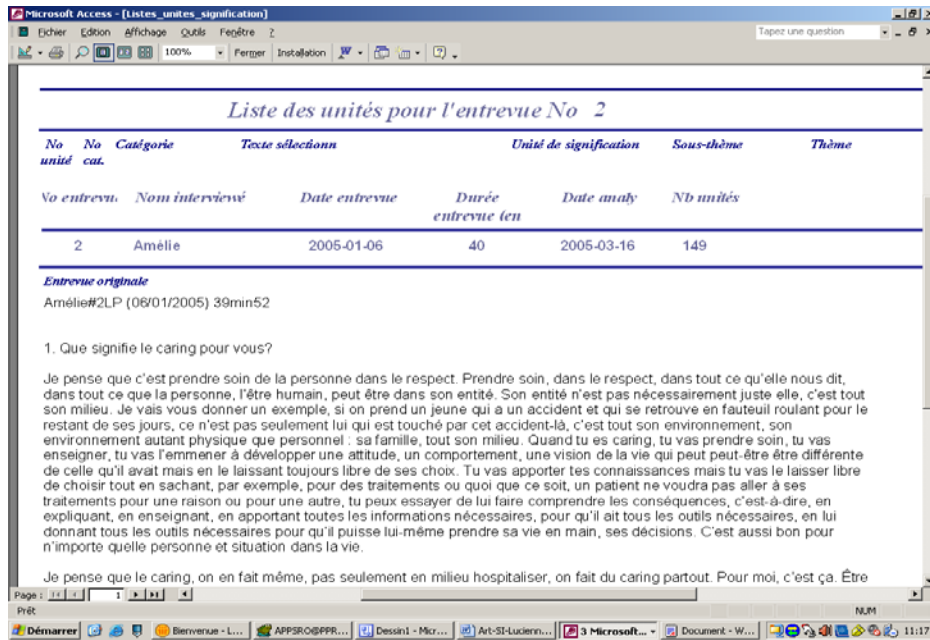 Microsoft Access - [Listes_unites_signification]
Fichier Edition Affichage Outils Fenêtre ?
Tapez une question
100% Fermer Installation
Liste des unités pour l'entrevue No 2
No unité No cat. Catégorie Texte sélectionn Unité de signification Sous-thème Thème
No entrevu Nom interviewé Date entrevue Durée entrevue (en Date analy Nb unités
2 Amélie 2005-01-06 40 2005-03-16 149
Entrevue originale
Amélie#2LP (06/01/2005) 39min52
1. Que signifie le caring pour vous?
Je pense que c'est prendre soin de la personne dans le respect. Prendre soin, dans le respect, dans tout ce qu'elle nous dit,
dans tout ce que la personne, l'être humain, peut être dans son entité. Son entité n'est pas nécessairement juste elle, c'est tout
son milieu. Je vais vous donner un exemple, si on prend un jeune qui a un accident et qui se retrouve en fauteuil roulant pour le
restant de ses jours, ce n'est pas seulement lui qui est touché par cet accident-là, c'est tout son environnement, son
environnement autant physique que personnel : sa famille, tout son milieu. Quand tu es caring, tu vas prendre soin, tu vas
enseigner, tu vas l'emmener à développer une attitude, un comportement, une vision de la vie qui peut peut-être être différente
de celle qu'il avait mais en le laissant toujours libre de ses choix. Tu vas apporter tes connaissances mais tu vas le laisser libre
de choisir tout en sachant, par exemple, pour des traitements ou quoi que ce soit, un patient ne voudra pas aller à ses
traitements pour une raison ou pour une autre, tu peux essayer de lui faire comprendre les conséquences, c'est-à-dire, en
expliquant, en enseignant, en apportant toutes les informations nécessaires, pour qu'il ait tous les outils nécessaires, en lui
donnant tous les outils nécessaires pour qu'il puisse lui-même prendre sa vie en main, ses décisions. C'est aussi bon pour
n'importe quelle personne et situation dans la vie.
Je pense que le caring, on en fait même, pas seulement en milieu hospitaliser, on fait du caring partout. Pour moi, c'est ça. Être
Page : 1
Prêt NUM
Démarrer Bienvenue - L... APPSRO@PPR... Dessin1 - Micr... Art-SI-Lucienn... 3 Microsoft... Document - W... 11:17